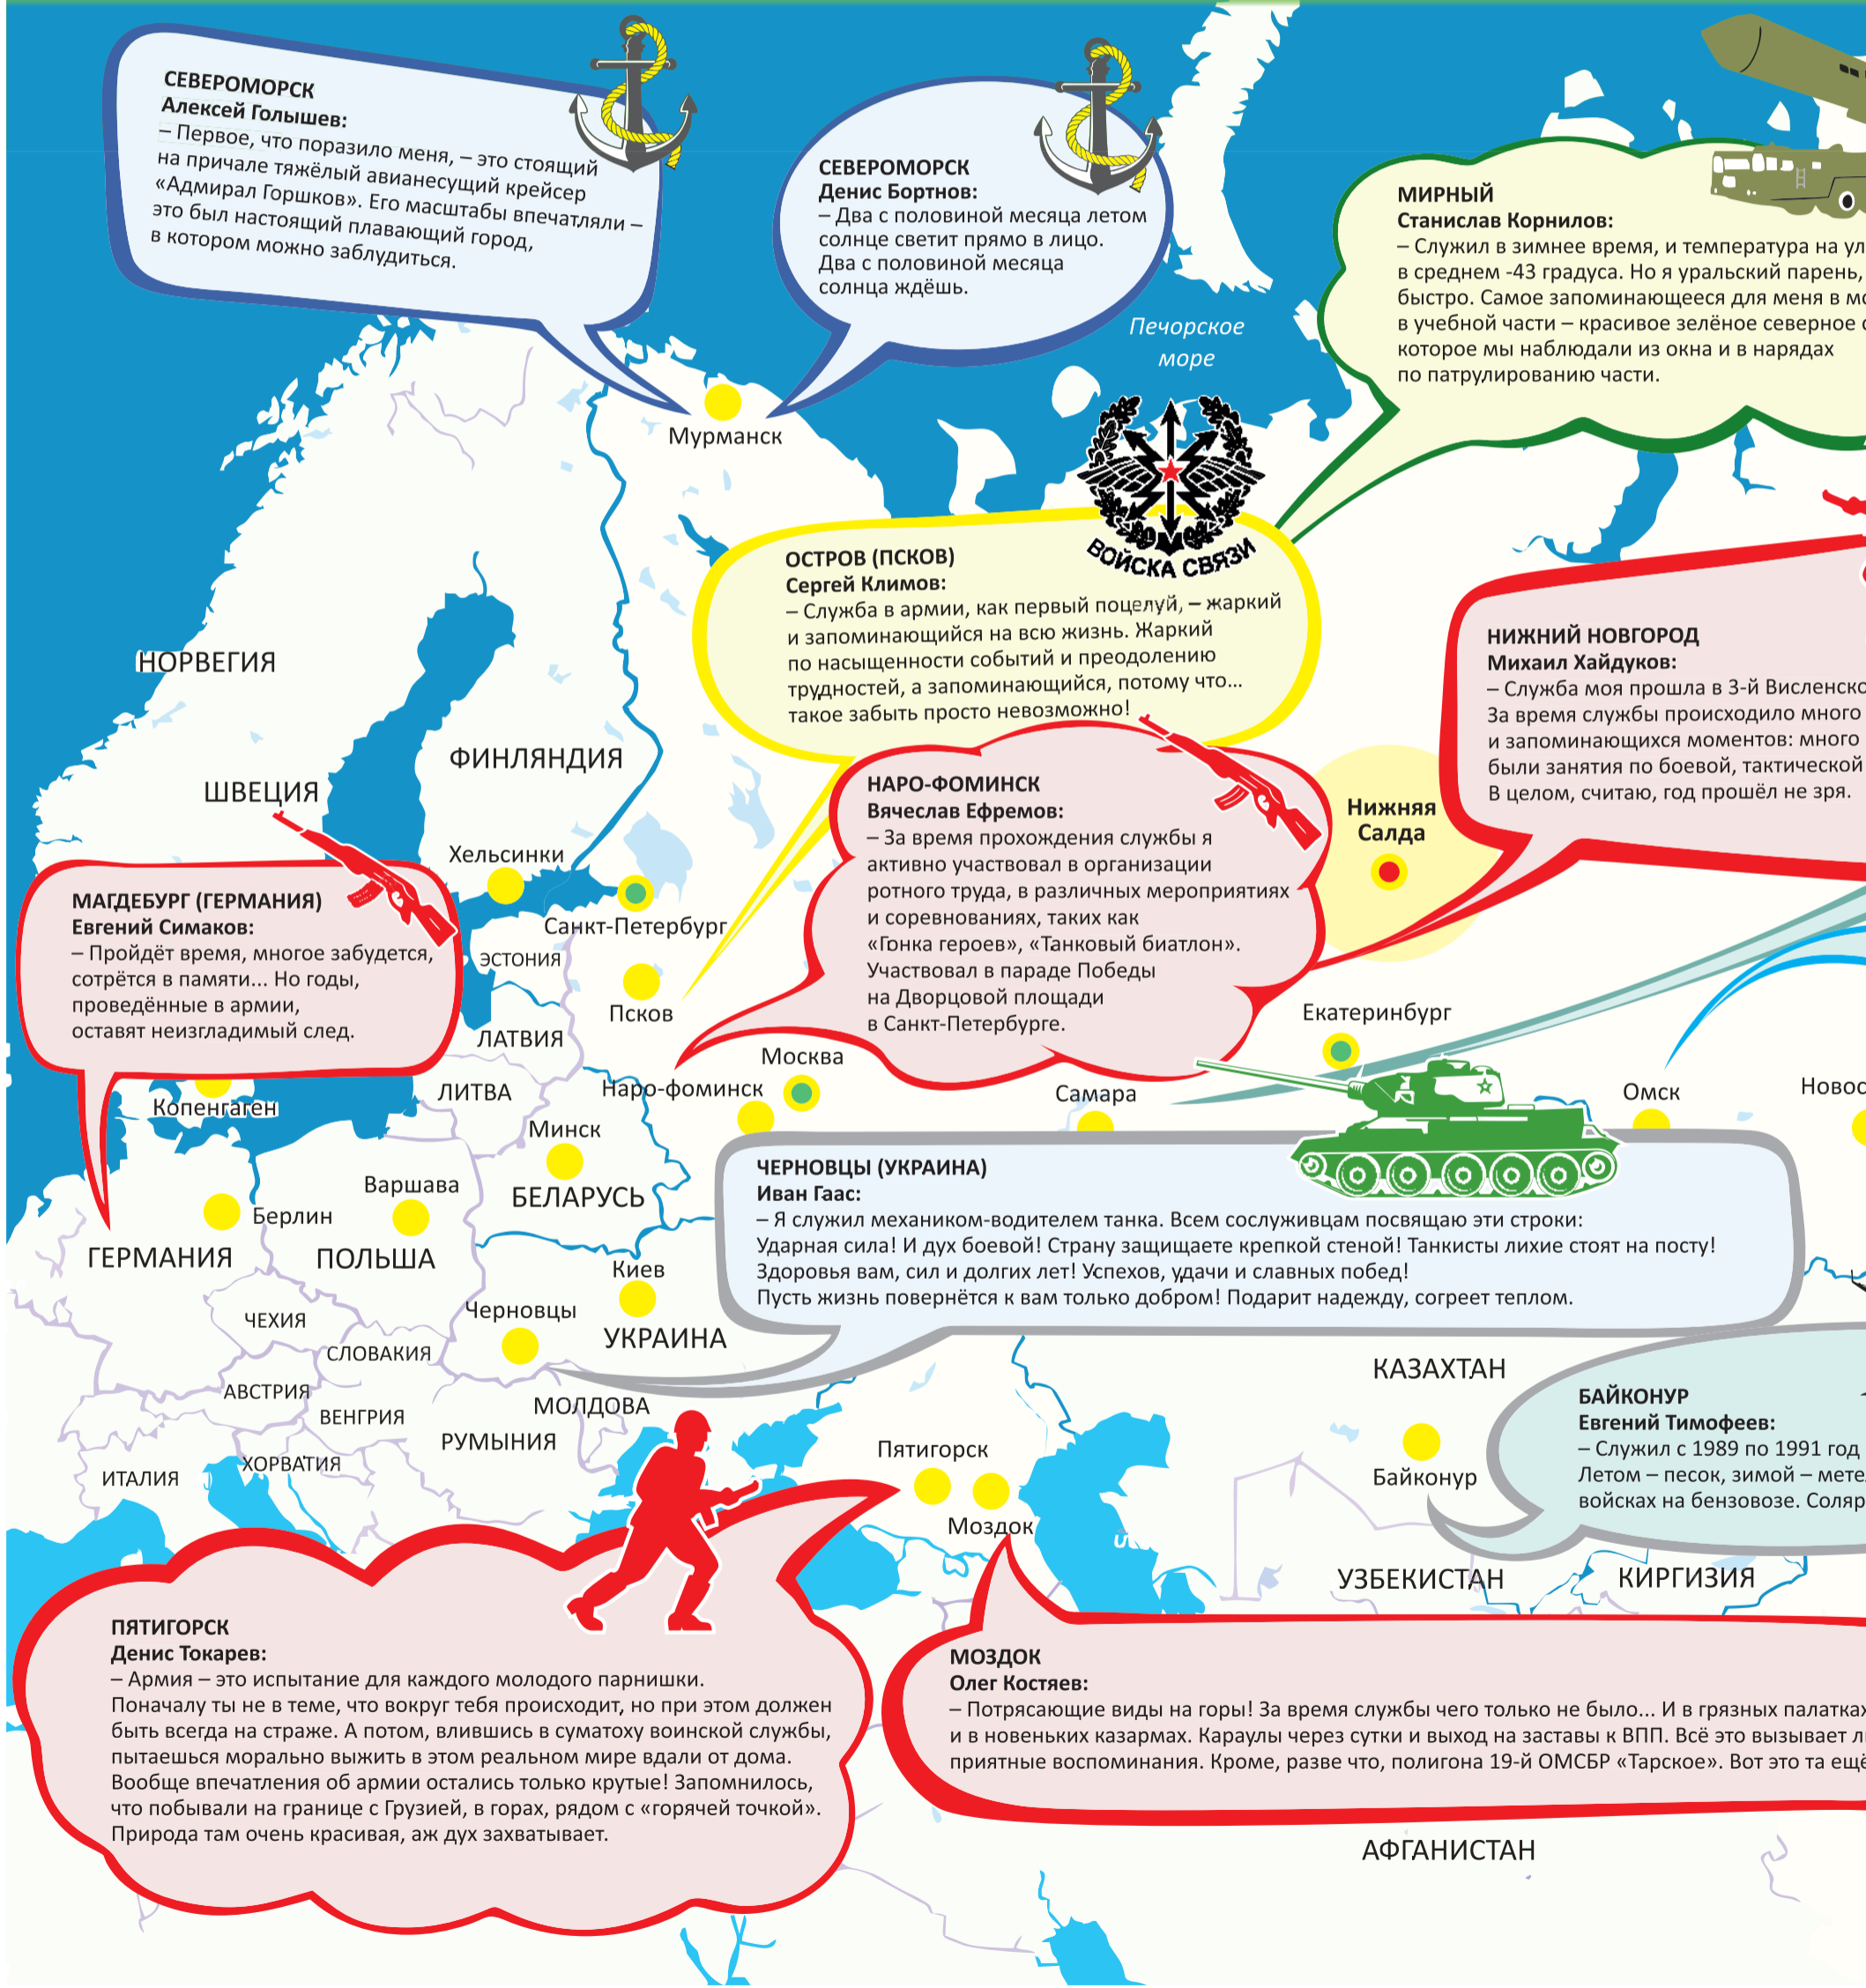 СЕВЕРОМОРСК
Алексей Голышев:
– Первое, что поразило меня, – это стоящий
на причале тяжёлый авианесущий крейсер
«Адмирал Горшков». Его масштабы впечатляли –
это был настоящий плавающий город,
в котором можно заблудиться.
СЕВЕРОМОРСК
Денис Бортнов:
– Два с половиной месяца летом
солнце светит прямо в лицо.
Два с половиной месяца
солнца ждёшь.
МИРНЫЙ
Станислав Корнилов:
– Служил в зимнее время, и температура на ул
в среднем -43 градуса. Но я уральский парень,
быстро. Самое запоминающееся для меня в мо
в учебной части – красивое зелёное северное с
которое мы наблюдали из окна и в нарядах
по патрулированию части.
Печорское
море
Мурманск
ВОЙСКА СВЯЗИ
ОСТРОВ (ПСКОВ)
Сергей Климов:
– Служба в армии, как первый поцелуй, – жаркий
и запоминающийся на всю жизнь. Жаркий
по насыщенности событий и преодолению
трудностей, а запоминающийся, потому что...
такое забыть просто невозможно!
НИЖНИЙ НОВГОРОД
Михаил Хайдуков:
– Служба моя прошла в 3-й Висленско
За время службы происходило много
и запоминающихся моментов: много
были занятия по боевой, тактической
В целом, считаю, год прошёл не зря.
НОРВЕГИЯ
ФИНЛЯНДИЯ
ШВЕЦИЯ
НАРО-ФОМИНСК
Вячеслав Ефремов:
– За время прохождения службы я
активно участвовал в организации
ротного труда, в различных мероприятиях
и соревнованиях, таких как
«Гонка героев», «Танковый биатлон».
Участвовал в параде Победы
на Дворцовой площади
в Санкт-Петербурге.
Нижняя
Салда
Хельсинки
Санкт-Петербург
МАГДЕБУРГ (ГЕРМАНИЯ)
Евгений Симаков:
– Пройдёт время, многое забудется,
сотрётся в памяти... Но годы,
проведённые в армии,
оставят неизгладимый след.
ЭСТОНИЯ
Псков
ЛАТВИЯ
Екатеринбург
Москва
ЛИТВА
Наро-фоминск
Самара
Омск
Новос
Копенгаген
Минск
БЕЛАРУСЬ
Варшава
Берлин
ГЕРМАНИЯ
ПОЛЬША
ЧЕРНОВЦЫ (УКРАИНА)
Иван Гаас:
– Я служил механиком-водителем танка. Всем сослуживцам посвящаю эти строки:
Ударная сила! И дух боевой! Страну защищаете крепкой стеной! Танкисты лихие стоят на посту!
Здоровья вам, сил и долгих лет! Успехов, удачи и славных побед!
Пусть жизнь повернётся к вам только добром! Подарит надежду, согреет теплом.
Киев
Черновцы
УКРАИНА
ЧЕХИЯ
СЛОВАКИЯ
АВСТРИЯ
ВЕНГРИЯ
МОЛДОВА
РУМЫНИЯ
ХОРВАТИЯ
ИТАЛИЯ
КАЗАХТАН
Байконур
БАЙКОНУР
Евгений Тимофеев:
– Служил с 1989 по 1991 год
Летом – песок, зимой – мете
войсках на бензовозе. Соляр
Пятигорск
Моздок
УЗБЕКИСТАН
КИРГИЗИЯ
ПЯТИГОРСК
Денис Токарев:
– Армия – это испытание для каждого молодого парнишки.
Поначалу ты не в теме, что вокруг тебя происходит, но при этом должен
быть всегда на страже. А потом, влившись в суматоху воинской службы,
пытаешься морально выжить в этом реальном мире вдали от дома.
Вообще впечатления об армии остались только крутые! Запомнилось,
что побывали на границе с Грузией, в горах, рядом с «горячей точкой».
Природа там очень красивая, аж дух захватывает.
МОЗДОК
Олег Костяев:
– Потрясающие виды на горы! За время службы чего только не было... И в грязных палатках
и в новеньких казармах. Караулы через сутки и выход на заставы к ВПП. Всё это вызывает л
приятные воспоминания. Кроме, разве что, полигона 19-й ОМСБР «Тарское». Вот это та ещё
АФГАНИСТАН